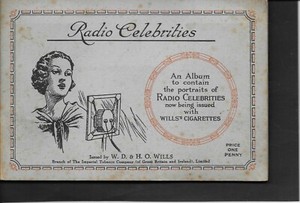 Radio Celebrities
An Album
to contain
the portraits of
RADIO CELEBRITIES
now being issued
with
WILLS'S CIGARETTES
PRICE
ONE
PENNY
Issued by W. D. & H. O. WILLS
Branch of The Imperial Tobacco Company (of Great Britain and Ireland), Limited